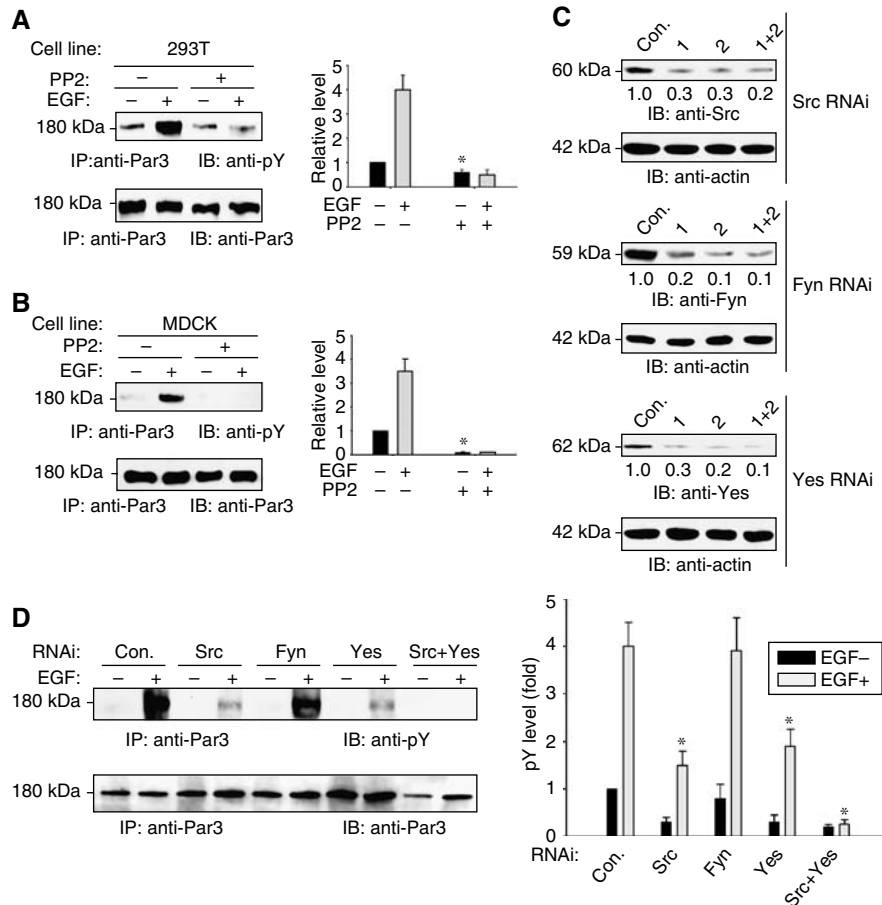 A
Cell line: 293T
PP2: – +
EGF: – + – +
180 kDa
IP:anti-Par3 IB: anti-pY
180 kDa
IP: anti-Par3 IB: anti-Par3
Relative level
5
4
3
2
1
0
*
EGF – + – +
PP2 – – + +
B
Cell line: MDCK
PP2: – +
EGF: – + – +
180 kDa
IP: anti-Par3 IB: anti-pY
180 kDa
IP: anti-Par3 IB: anti-Par3
Relative level
5
4
3
2
1
0
*
EGF – + – +
PP2 – – + +
C
Con. 1 2 1+2
60 kDa
1.0 0.3 0.3 0.2
IB: anti-Src
42 kDa
IB: anti-actin
Src RNAi
Con. 1 2 1+2
59 kDa
1.0 0.2 0.1 0.1
IB: anti-Fyn
42 kDa
IB: anti-actin
Fyn RNAi
Con. 1 2 1+2
62 kDa
1.0 0.3 0.2 0.1
IB: anti-Yes
42 kDa
IB: anti-actin
Yes RNAi
D
RNAi: Con. Src Fyn Yes Src+Yes
EGF: – + – + – + – + – +
180 kDa
IP: anti-Par3 IB: anti-pY
180 kDa
IP: anti-Par3 IB: anti-Par3
pY level (fold)
5
4
3
2
1
0
EGF–
EGF+
*
*
*
RNAi: Con. Src Fyn Yes Src+Yes